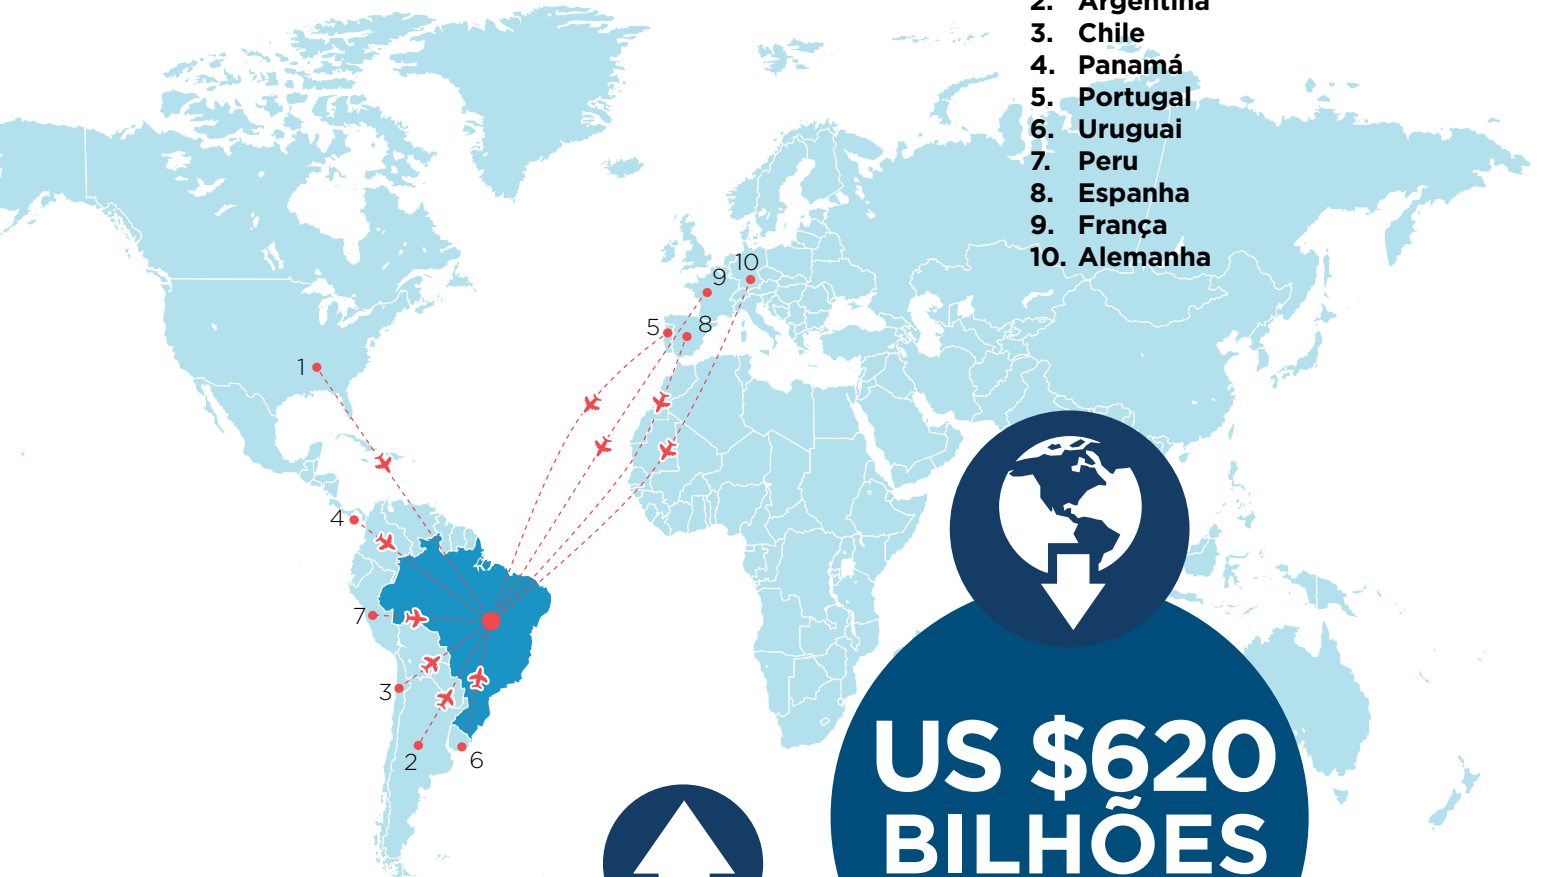 2. Argentina
3. Chile
4. Panamá
5. Portugal
6. Uruguai
7. Peru
8. Espanha
9. França
10. Alemanha
10
9
5
8
1
4
7
3
2
6
US $620
BILHÕES